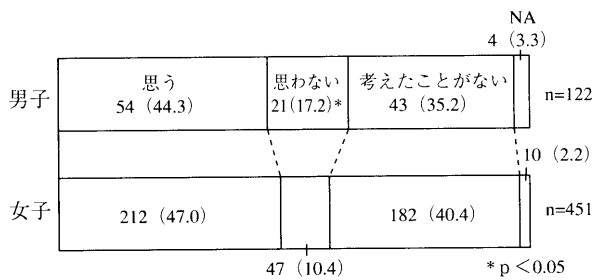 NA
4 (3.3)
思う 思わない 考えたことがない
男子 54 (44.3) 21(17.2)* 43 (35.2) n=122
10 (2.2)
女子 212 (47.0) 182 (40.4) n=451
47 (10.4) * p <0.05